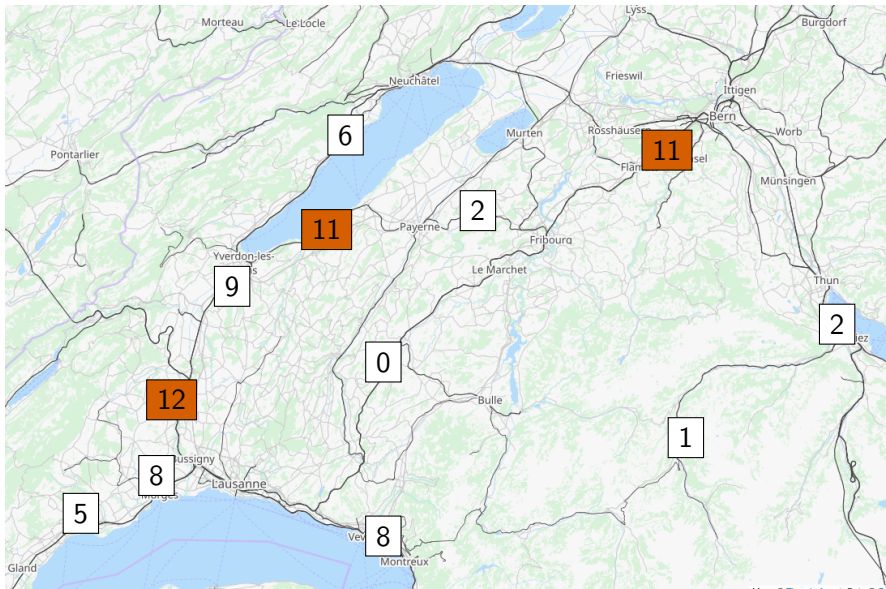 Lyss
Morteau
Le Locle
Burgdorf
Neuchâtel
Frieswil
Ittigen
Bern
6
Murten
Rosshäusern
Worb
11
Pontarlier
Münsingen
2
11
Payerne
Fribourg
Yverdon-les-
Le Marchet
9
Thun
2
0
12
Bulle
1
8
Bussigny
Lausanne
Morges
5
8
Gland
Montreux